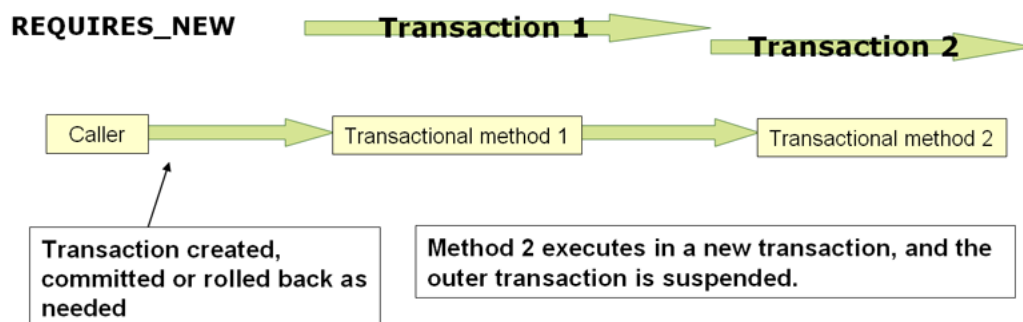 REQUIRES_NEW
Transaction 1
Transaction 2
Caller
Transactional method 1
Transactional method 2
Transaction created,
committed or rolled back as
needed
Method 2 executes in a new transaction, and the
outer transaction is suspended.